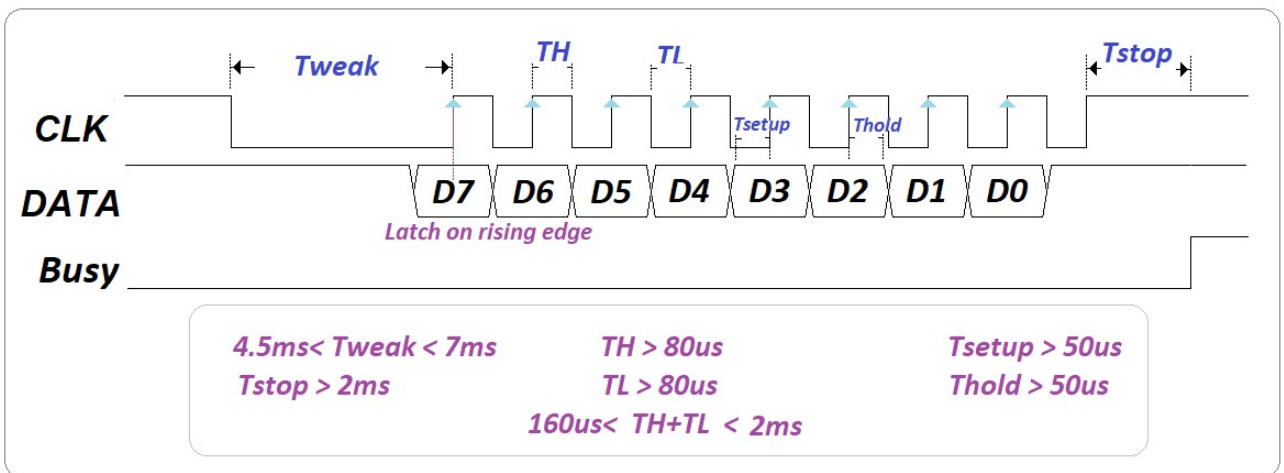 Tweak TH TL Tstop
CLK Tsetup Thold
DATA D7 D6 D5 D4 D3 D2 D1 D0
Latch on rising edge
Busy
4.5ms< Tweak < 7ms TH > 80us Tsetup > 50us
Tstop > 2ms TL > 80us Thold > 50us
160us< TH+TL < 2ms